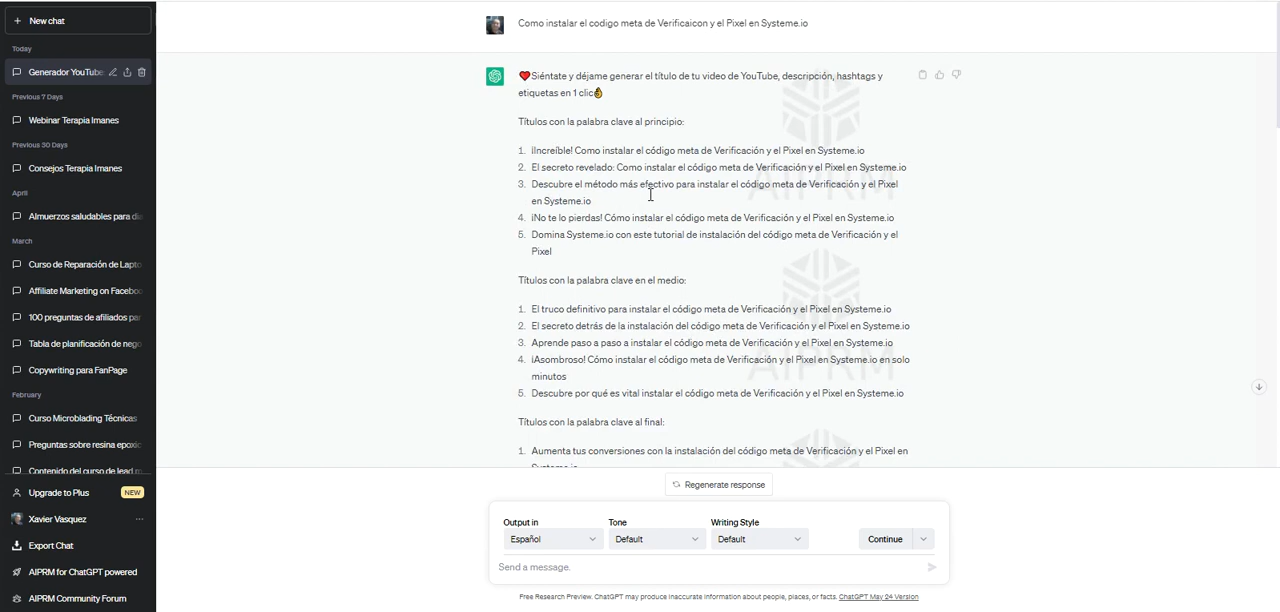 New chat
Today
Generador YouTube
Previous 7 Days
Webinar Terapia Imanes
Previous 30 Days
Consejos Terapia Imanes
April
Almuerzos saludables para dia
March
Curso de Reparación de Lapto
Affiliate Marketing on Faceboo
100 preguntas de afiliados par
Tabla de planificación de nego
Copywriting para FanPage
February
Curso Microblading Técnicas
Preguntas sobre resina epoxic
Contenido del curso de lead m
Upgrade to Plus NEW
Xavier Vasquez ...
Export Chat
AIPRM for ChatGPT powered
AIPRM Community Forum
Como instalar el codigo meta de Verificaicon y el Pixel en Systeme.io
❤️Siéntate y déjame generar el título de tu video de YouTube, descripción, hashtags y
etiquetas en 1 clic👌
Títulos con la palabra clave al principio:
1. ¡Increíble! Como instalar el código meta de Verificación y el Pixel en Systeme.io
2. El secreto revelado: Como instalar el código meta de Verificación y el Pixel en Systeme.io
3. Descubre el método más efectivo para instalar el código meta de Verificación y el Pixel
en Systeme.io
4. ¡No te lo pierdas! Cómo instalar el código meta de Verificación y el Pixel en Systeme.io
5. Domina Systeme.io con este tutorial de instalación del código meta de Verificación y el
Pixel
Títulos con la palabra clave en el medio:
1. El truco definitivo para instalar el código meta de Verificación y el Pixel en Systeme.io
2. El secreto detrás de la instalación del código meta de Verificación y el Pixel en Systeme.io
3. Aprende paso a paso a instalar el código meta de Verificación y el Pixel en Systeme.io
4. ¡Asombroso! Cómo instalar el código meta de Verificación y el Pixel en Systeme.io en solo
minutos
5. Descubre por qué es vital instalar el código meta de Verificación y el Pixel en Systeme.io
Títulos con la palabra clave al final:
1. Aumenta tus conversiones con la instalación del código meta de Verificación y el Pixel en
Systeme.io
AIPRM
AIPRM
Regenerate response
Output in Tone Writing Style
Español Default Default Continue
Send a message.
Free Research Preview. ChatGPT may produce inaccurate information about people, places, or facts. ChatGPT May 24 Version